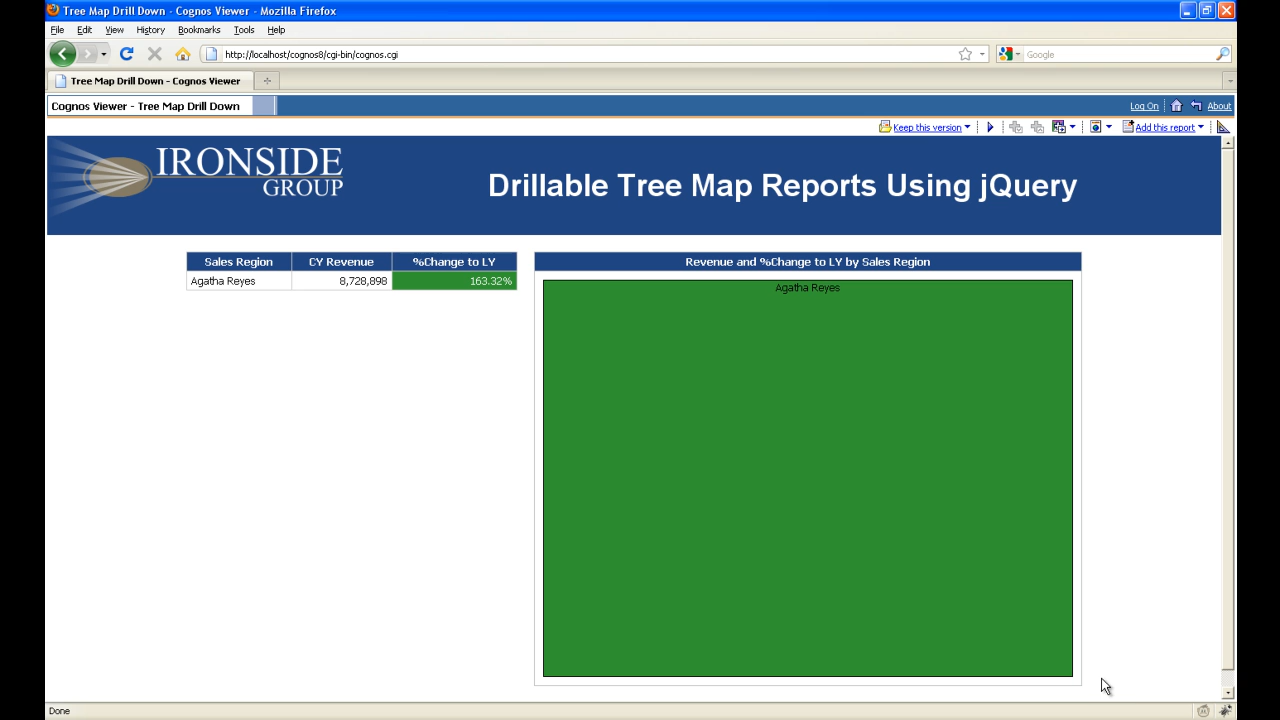 Tree Map Drill Down - Cognos Viewer - Mozilla Firefox
File Edit View History Bookmarks Tools Help
http://localhost/cognos8/cgi-bin/cognos.cgi
Google
Tree Map Drill Down - Cognos Viewer
Cognos Viewer - Tree Map Drill Down
Log On About
Keep this version Add this report
IRONSIDE
GROUP
Drillable Tree Map Reports Using jQuery
Sales Region CY Revenue %Change to LY
Agatha Reyes 8,728,898 163.32%
Revenue and %Change to LY by Sales Region
Agatha Reyes
Done